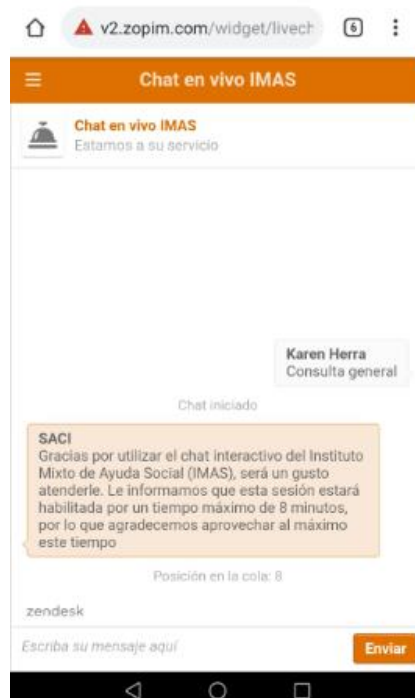 v2.zopim.com/widget/livech
6
Chat en vivo IMAS
Chat en vivo IMAS
Estamos a su servicio
Karen Herra
Consulta general
Chat iniciado
SACI
Gracias por utilizar el chat interactivo del Instituto
Mixto de Ayuda Social (IMAS), será un gusto
atenderle. Le informamos que esta sesión estará
habilitada por un tiempo máximo de 8 minutos,
por lo que agradecemos aprovechar al máximo
este tiempo
Posición en la cola: 8
zendesk
Escriba su mensaje aquí
Enviar